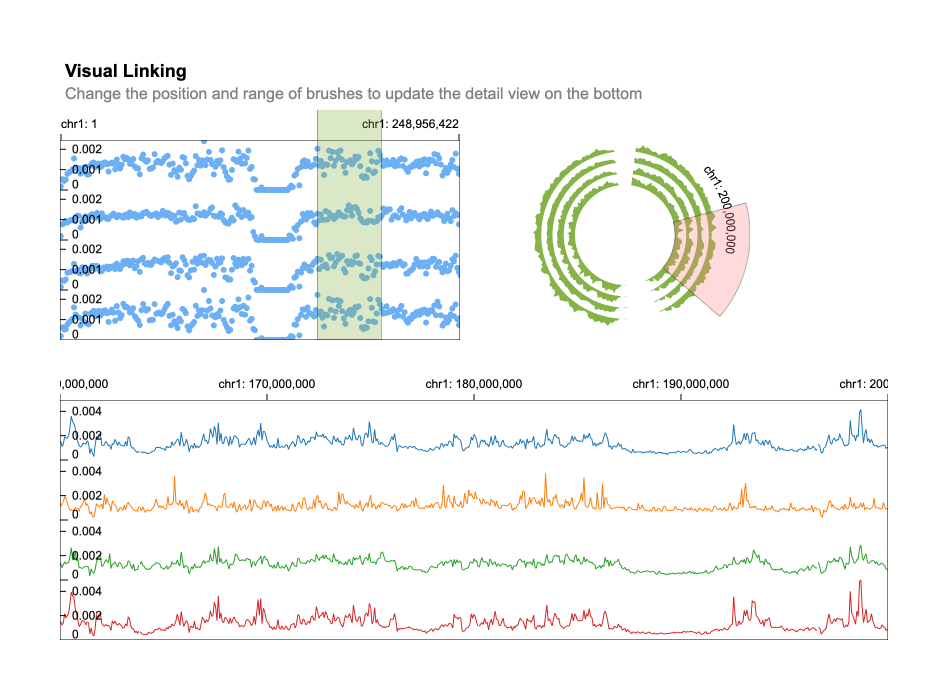 Visual Linking
Change the position and range of brushes to update the detail view on the bottom
chr1: 1
chr1: 248,956,422
0.002
0.001
0
0.002
0.001
0
0.002
0.001
0
0.002
0.001
0
chr1: 200,000,000
0,000,000
chr1: 170,000,000
chr1: 180,000,000
chr1: 190,000,000
chr1: 200
0.004
0.002
0
0.004
0.002
0
0.004
0.002
0
0.004
0.002
0